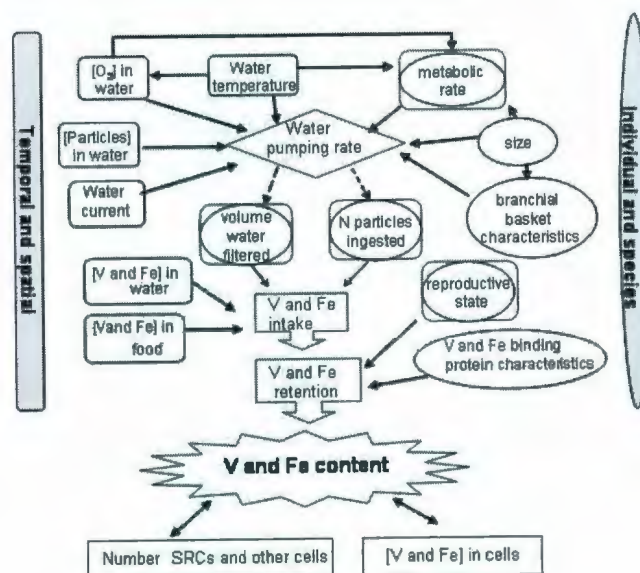 [O₂] in
water
Water
temperature
metabolic
rate
[Particles] in
water
Water
pumping rate
size
Water
current
volume
water
filtered
N particles
ingested
branchial
basket
characteristics
[V and Fe] in
water
V and Fe
intake
reproductive
state
[Vand Fe] in
food
V and Fe
retention
V and Fe binding
protein characteristics
V and Fe content
Number SRCs and other cells
[V and Fe] in cells
Temporal and spatial
Individual and species